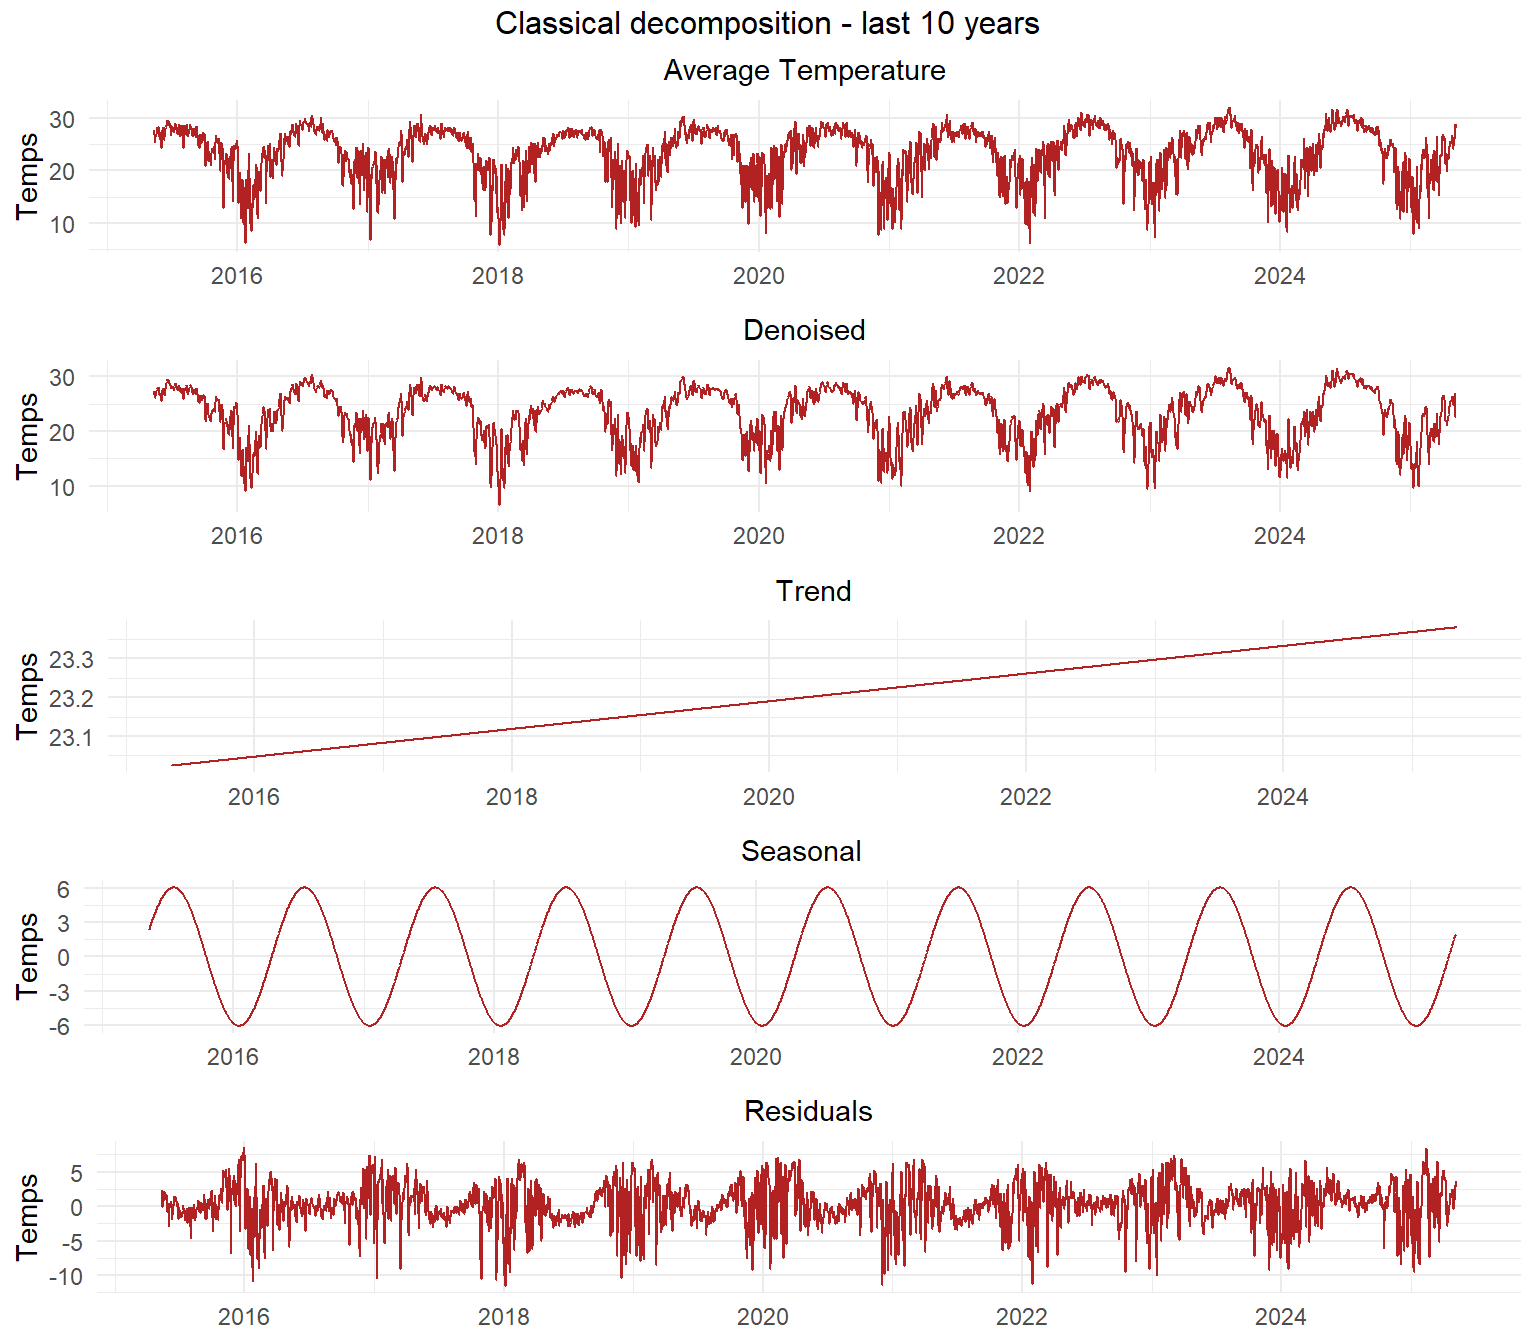 Classical decomposition - last 10 years
Average Temperature
Temps
30
20
10
2016 2018 2020 2022 2024
Denoised
Temps
30
20
10
2016 2018 2020 2022 2024
Trend
Temps
23.3
23.2
23.1
2016 2018 2020 2022 2024
Seasonal
Temps
6
3
0
-3
-6
2016 2018 2020 2022 2024
Residuals
Temps
5
0
-5
-10
2016 2018 2020 2022 2024